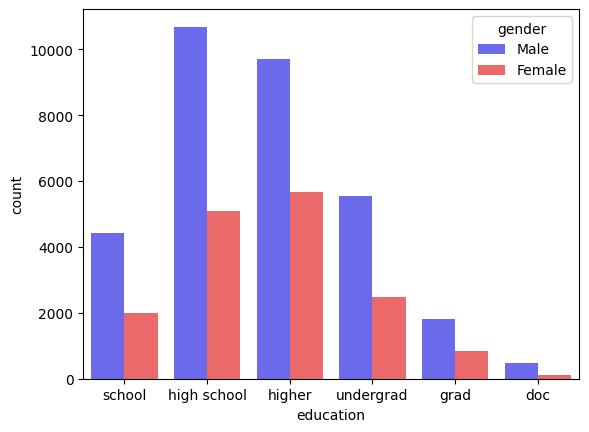 gender
Male
Female
10000
8000
6000
4000
2000
0
count
school high school higher undergrad grad doc
education